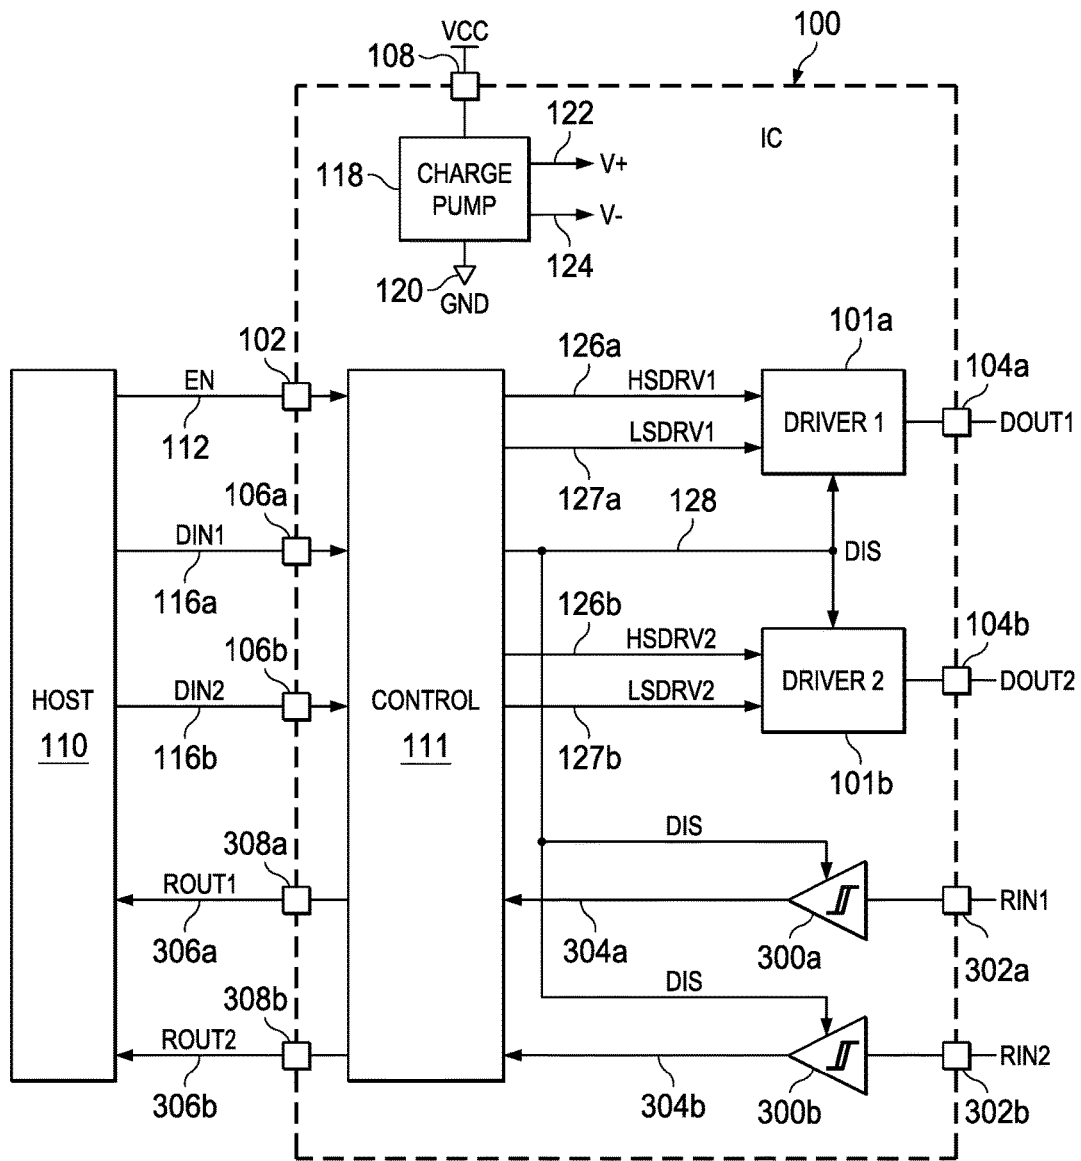 VCC
100
108
IC
122
CHARGE
PUMP
118
V+
V-
124
120
GND
102
126a
101a
104a
EN
HSDRV1
DRIVER 1
DOUT1
112
LSDRV1
106a
127a
128
DIN1
DIS
116a
126b
106b
HSDRV2
104b
HOST
110
DIN2
CONTROL
111
LSDRV2
DRIVER 2
DOUT2
116b
127b
101b
308a
DIS
ROUT1
RIN1
306a
304a
300a
302a
308b
DIS
ROUT2
RIN2
306b
304b
300b
302b